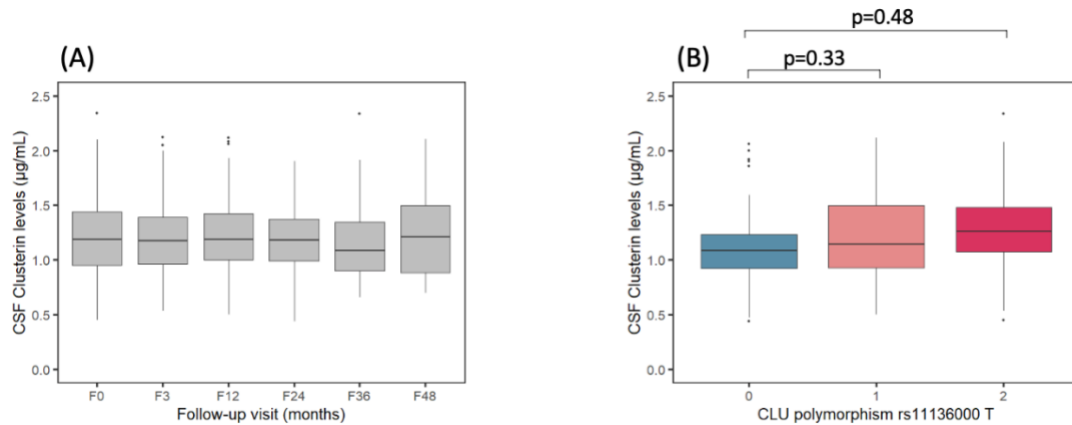 p=0.48
(A)
(B)
p=0.33
CSF Clusterin levels (µg/mL)
2.5
2.0
1.5
1.0
0.5
0.0
F0 F3 F12 F24 F36 F48
Follow-up visit (months)
CSF Clusterin levels (µg/mL)
2.5
2.0
1.5
1.0
0.5
0.0
0 1 2
CLU polymorphism rs11136000 T